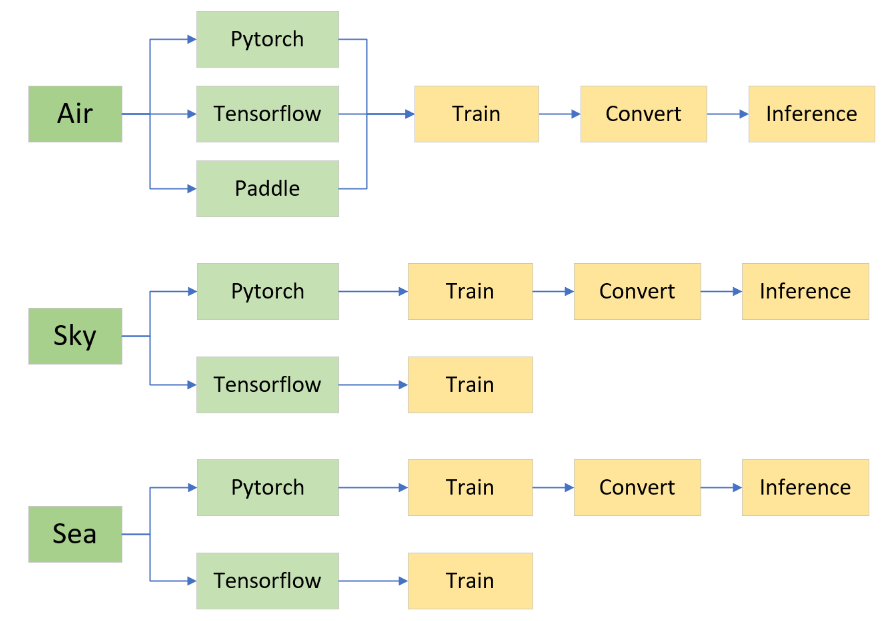 Pytorch
Air
Tensorflow
Train
Convert
Inference
Paddle
Pytorch
Train
Convert
Inference
Sky
Tensorflow
Train
Pytorch
Train
Convert
Inference
Sea
Tensorflow
Train